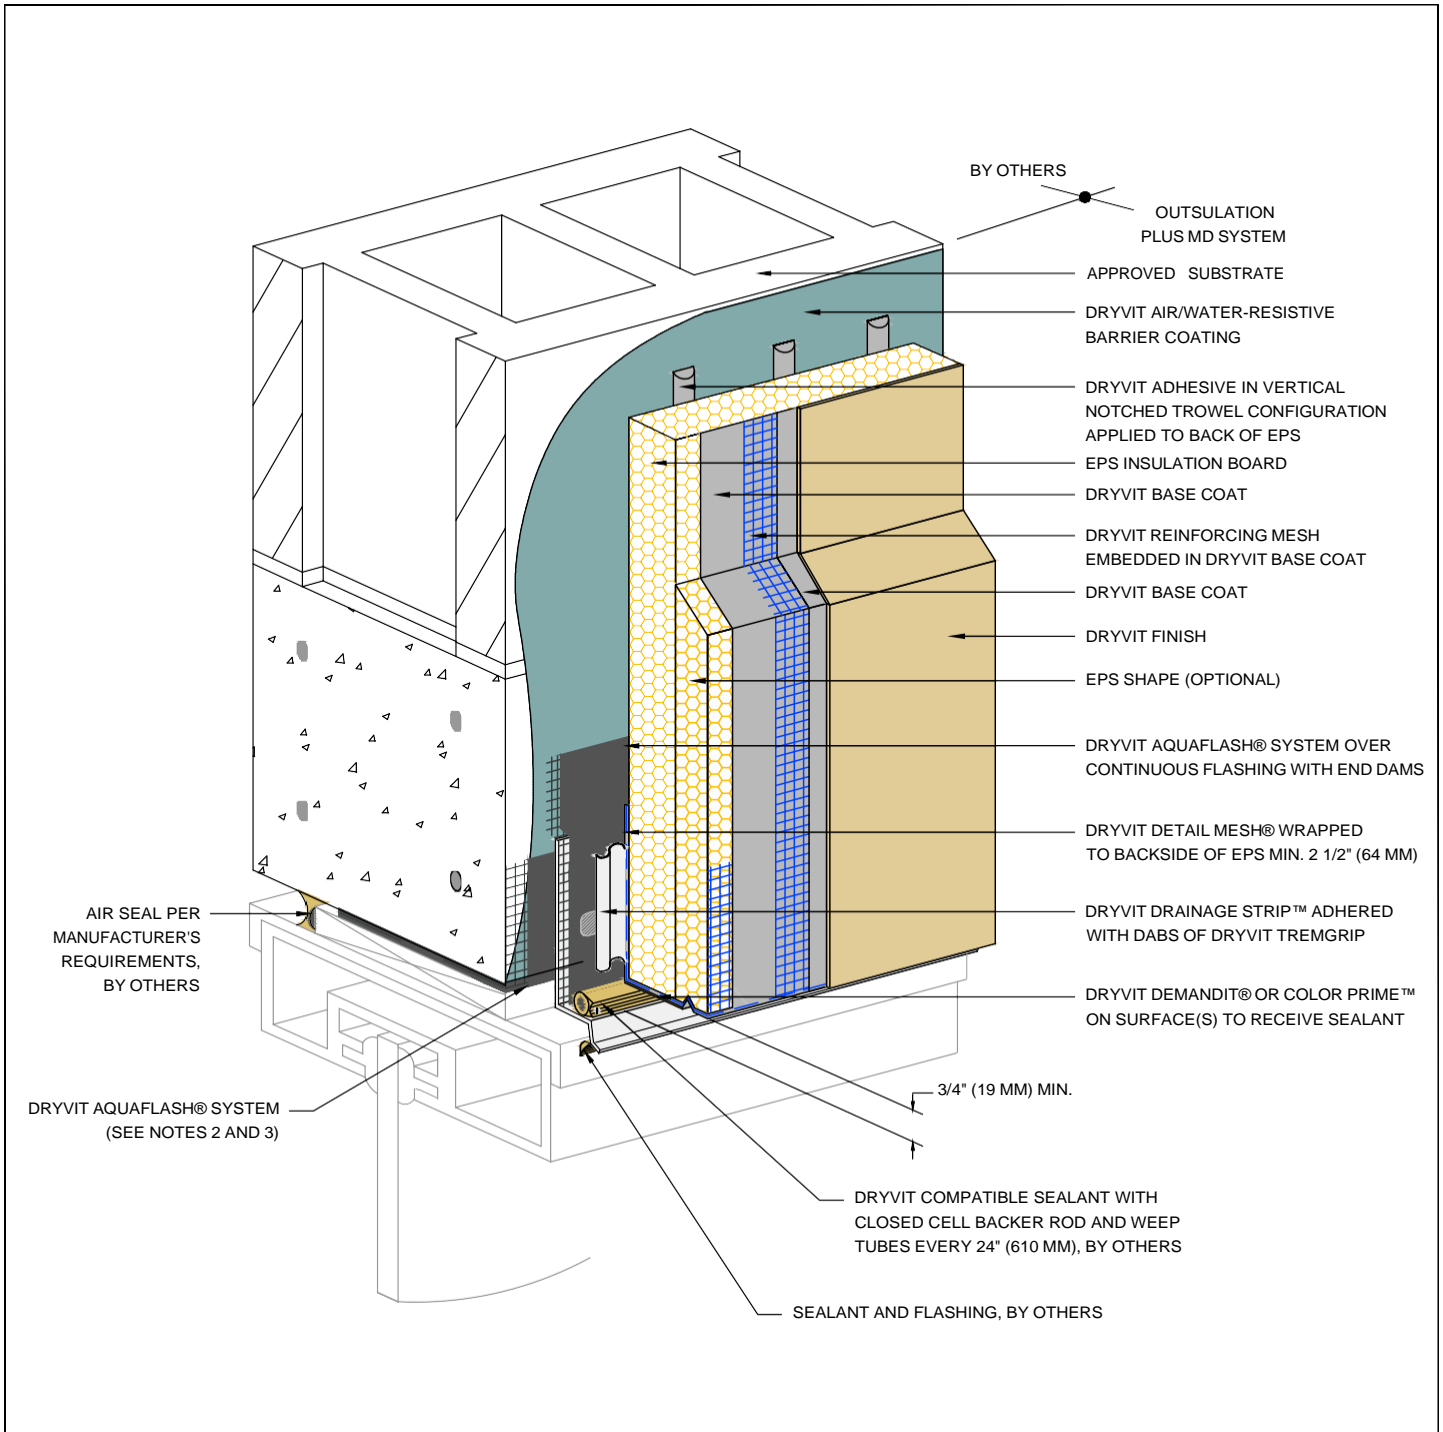 BY OTHERS
OUTSULATION
PLUS MD SYSTEM
APPROVED SUBSTRATE
DRYVIT AIR/WATER-RESISTIVE
BARRIER COATING
DRYVIT ADHESIVE IN VERTICAL
NOTCHED TROWEL CONFIGURATION
APPLIED TO BACK OF EPS
EPS INSULATION BOARD
DRYVIT BASE COAT
DRYVIT REINFORCING MESH
EMBEDDED IN DRYVIT BASE COAT
DRYVIT BASE COAT
DRYVIT FINISH
EPS SHAPE (OPTIONAL)
DRYVIT AQUAFLASH® SYSTEM OVER
CONTINUOUS FLASHING WITH END DAMS
DRYVIT DETAIL MESH® WRAPPED
TO BACKSIDE OF EPS MIN. 2 1/2" (64 MM)
DRYVIT DRAINAGE STRIP™ ADHERED
WITH DABS OF DRYVIT TREMGRIP
DRYVIT DEMANDIT® OR COLOR PRIME™
ON SURFACE(S) TO RECEIVE SEALANT
AIR SEAL PER
MANUFACTURER'S
REQUIREMENTS,
BY OTHERS
3/4" (19 MM) MIN.
DRYVIT AQUAFLASH® SYSTEM
(SEE NOTES 2 AND 3)
DRYVIT COMPATIBLE SEALANT WITH
CLOSED CELL BACKER ROD AND WEEP
TUBES EVERY 24" (610 MM), BY OTHERS
SEALANT AND FLASHING, BY OTHERS